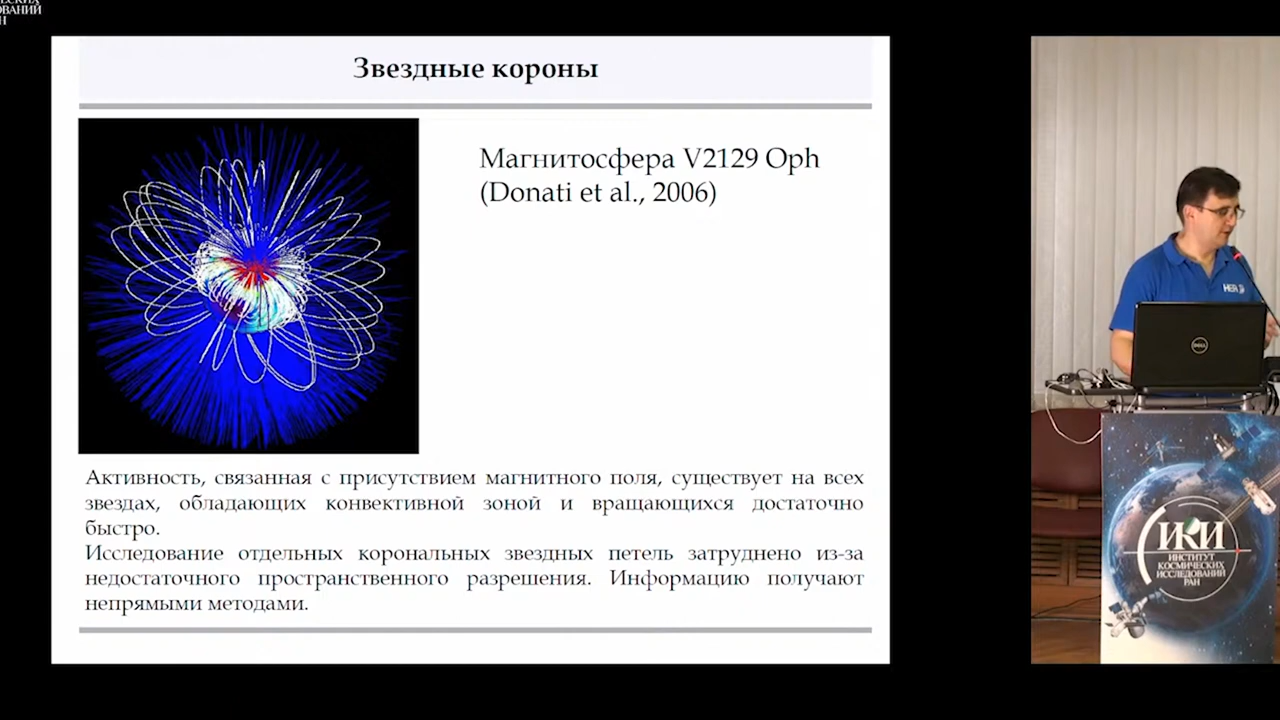 ОВАНИЙ
Звездные короны
Магнитосфера V2129 Oph
(Donati et al., 2006)
Активность, связанная с присутствием магнитного поля, существует на всех
звездах, обладающих конвективной зоной и вращающихся достаточно
быстро.
Исследование отдельных корональных звездных петель затруднено из-за
недостаточного пространственного разрешения. Информацию получают
непрямыми методами.
DELL
ИКИ
ИНСТИТУТ
КОСМИЧЕСКИХ
ИССЛЕДОВАНИЙ
РАН